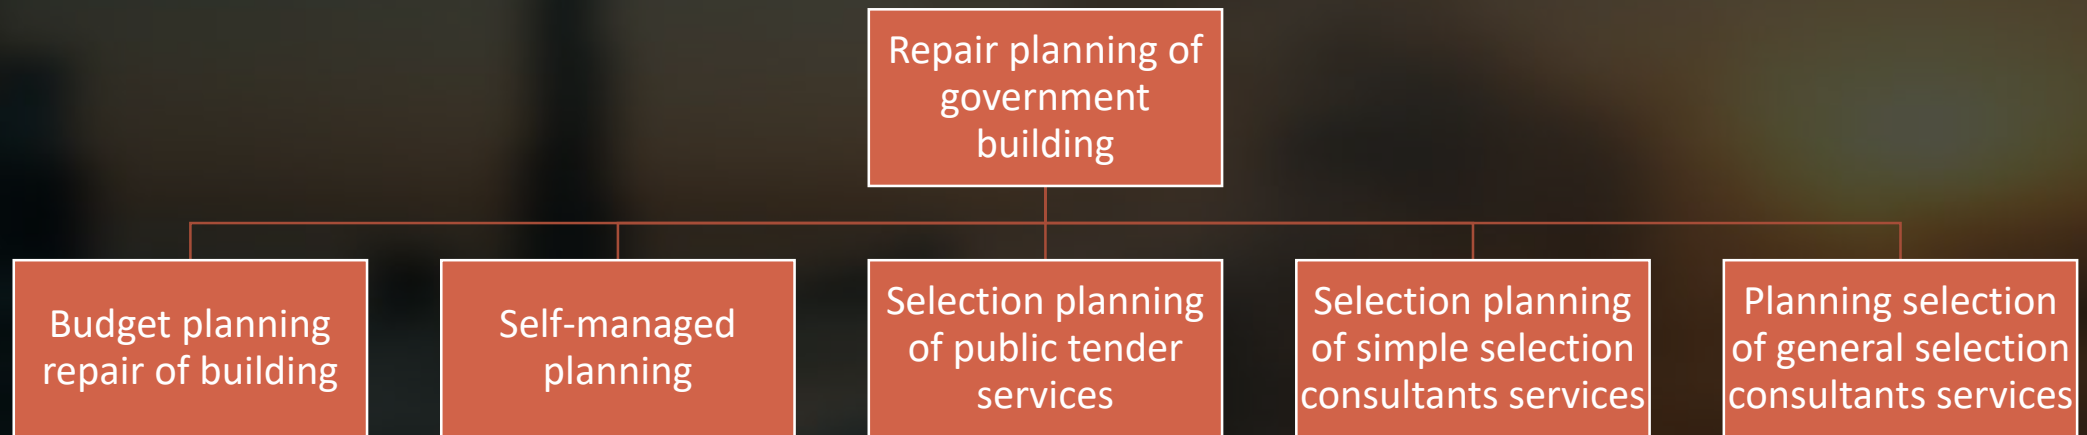 Repair planning of
government
building
Budget planning
repair of building
Self-managed
planning
Selection planning
of public tender
services
Selection planning
of simple selection
consultants services
Planning selection
of general selection
consultants services